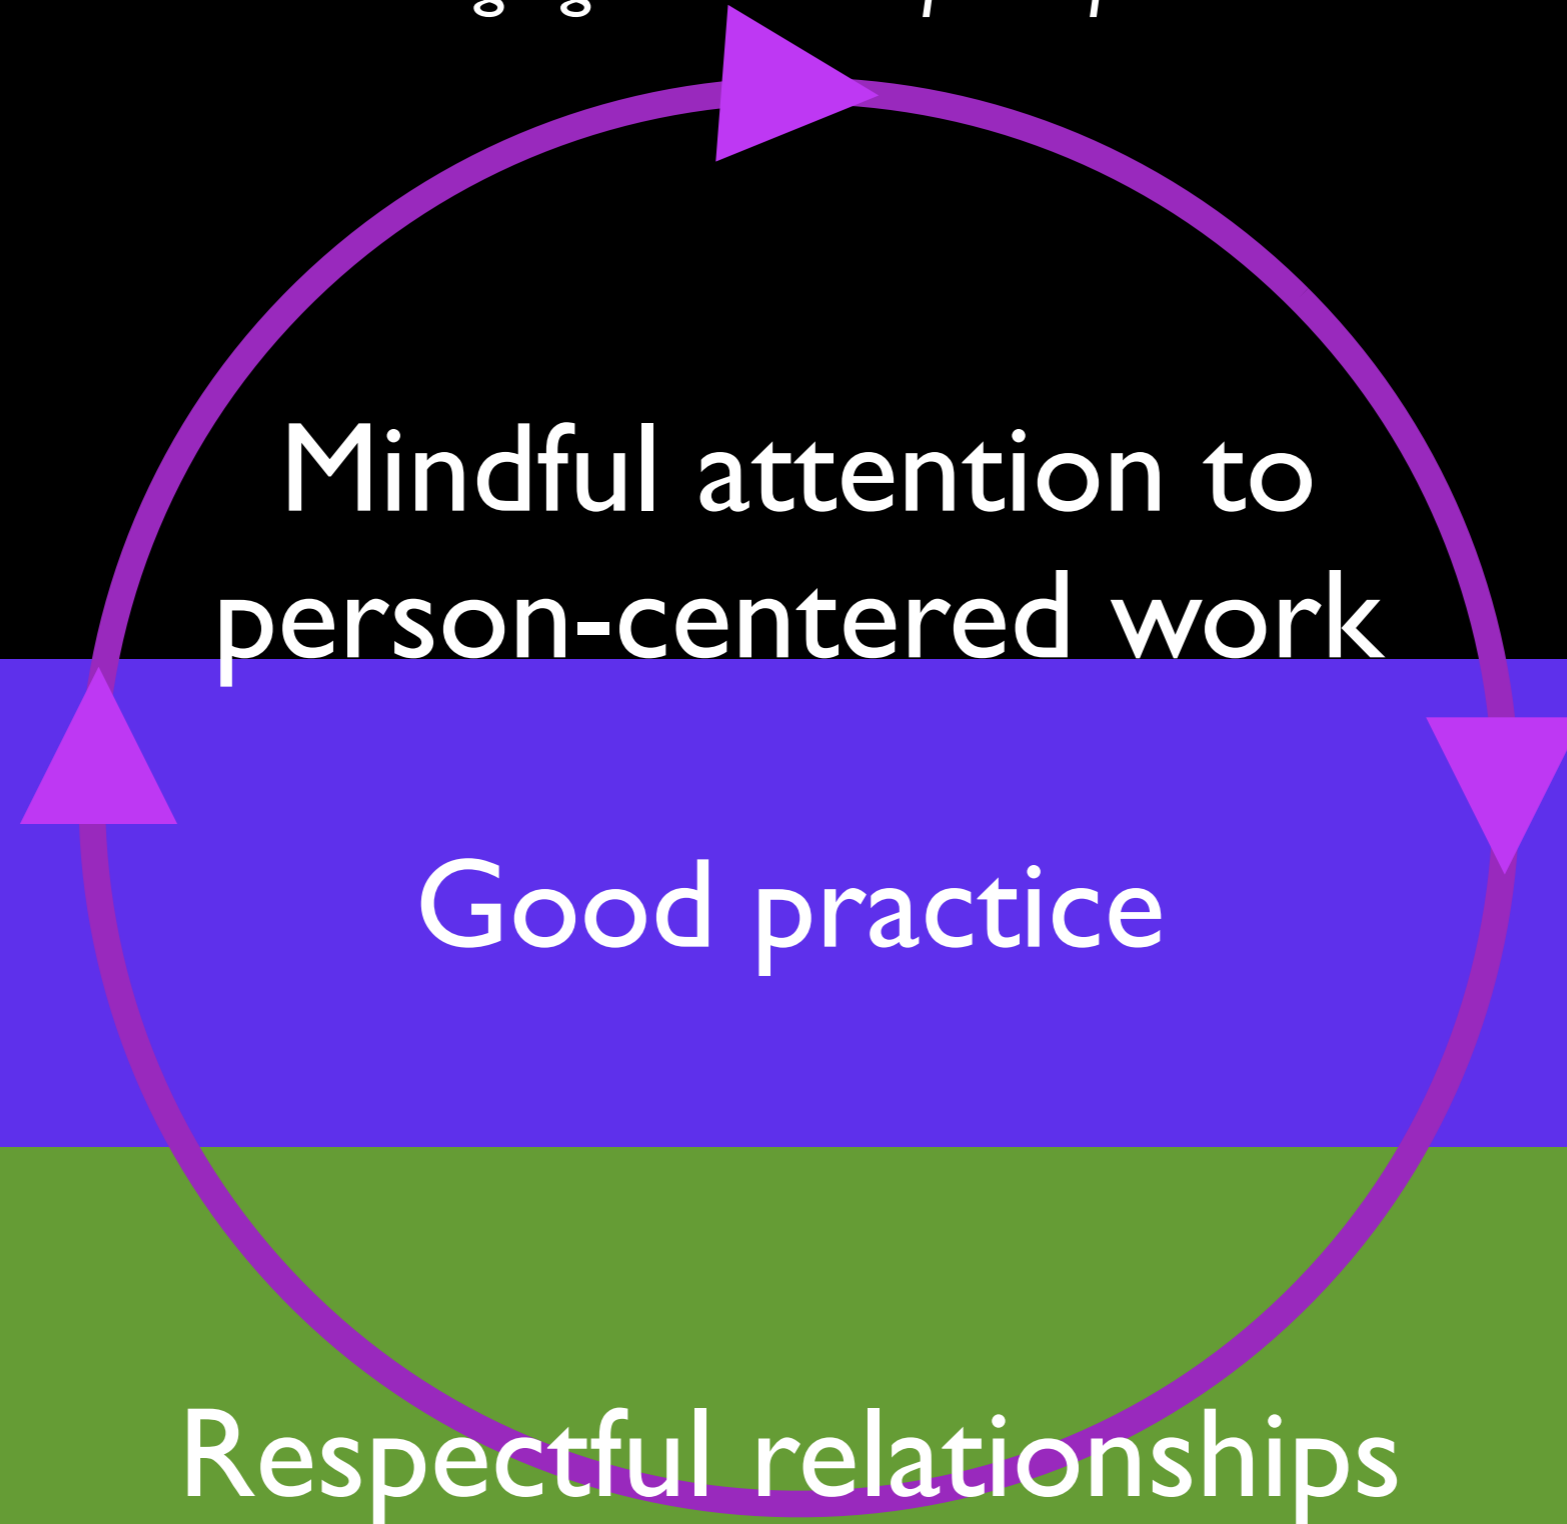 Mindful attention to
person-centered work
Good practice
Respectful relationships